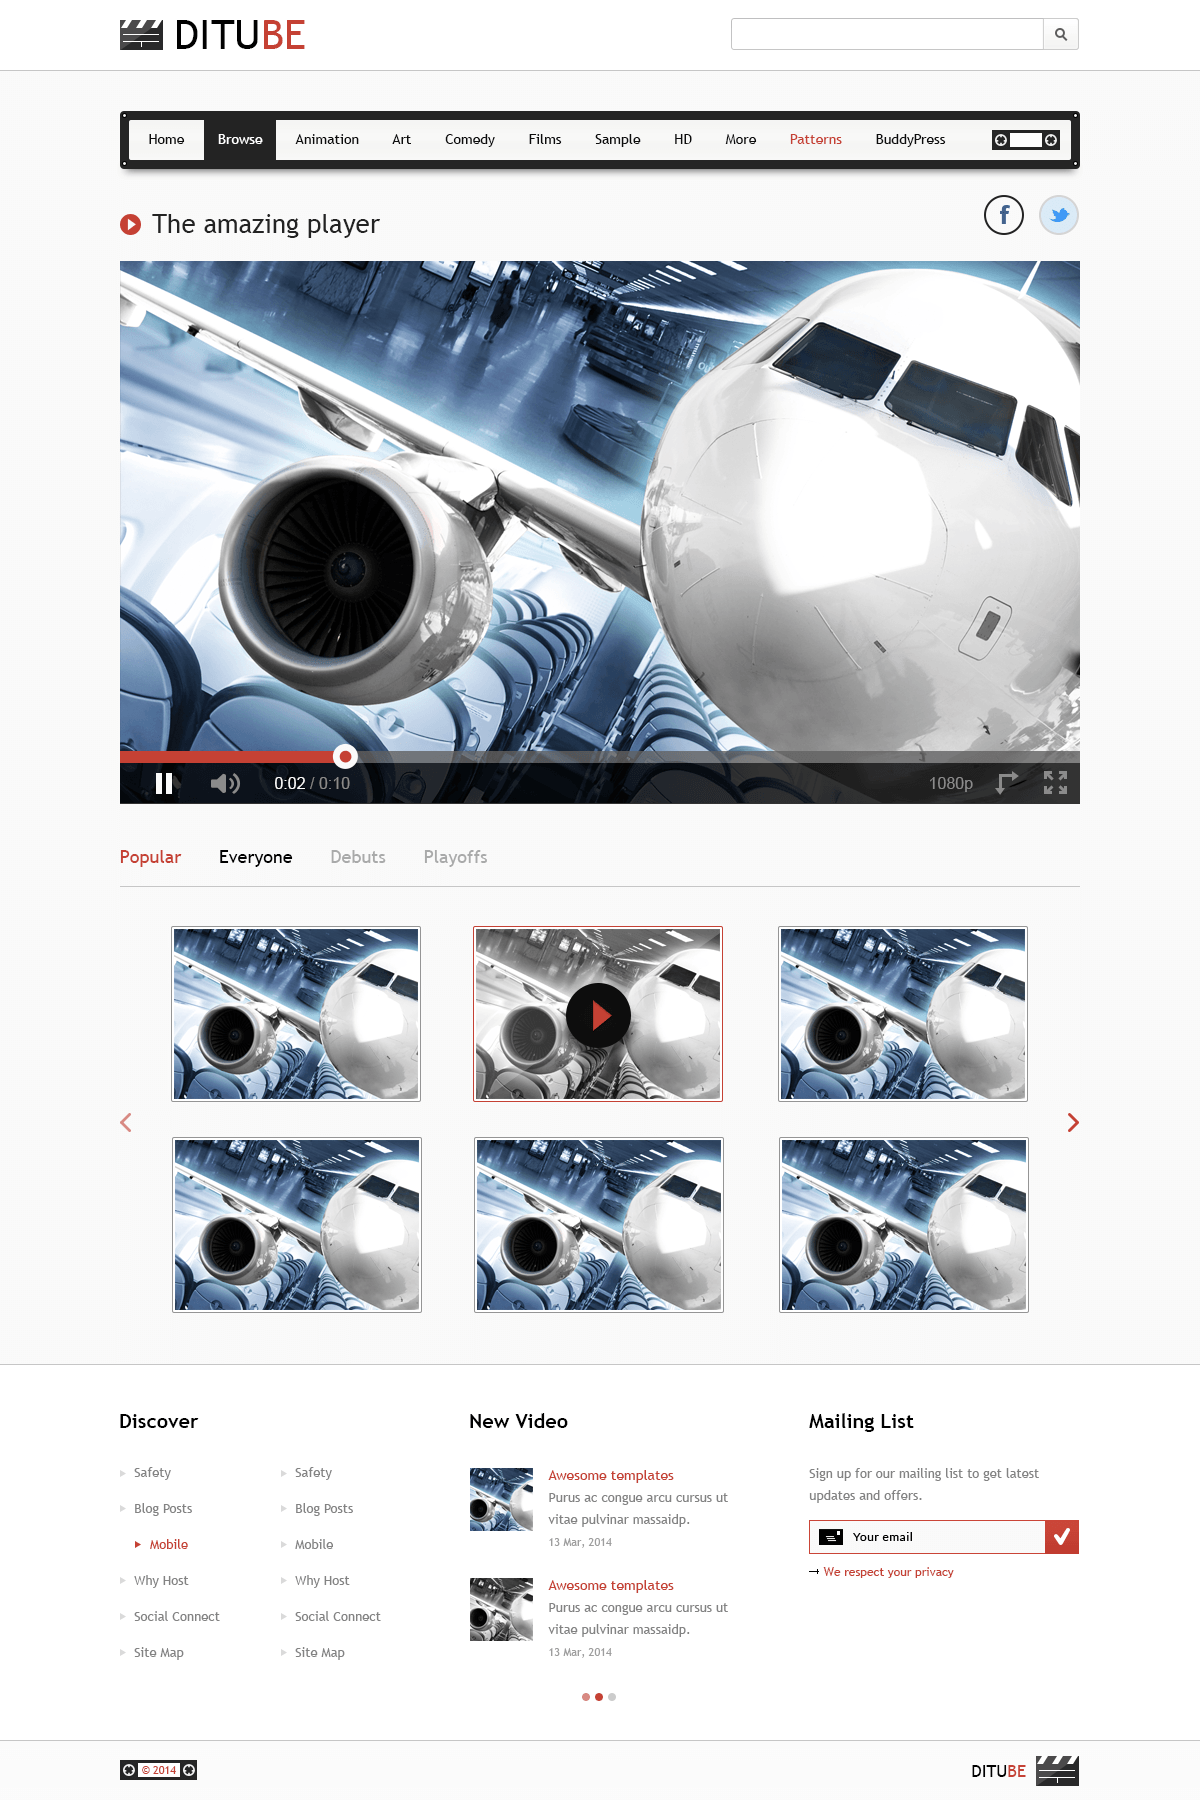 DITUBE
Home Browse Animation Art Comedy Films Sample HD More Patterns BuddyPress
The amazing player
f
0:02 / 0:10
1080p
Popular Everyone Debuts Playoffs
Discover
Safety
Blog Posts
Mobile
Why Host
Social Connect
Site Map
Safety
Blog Posts
Mobile
Why Host
Social Connect
Site Map
New Video
Awesome templates
Purus ac congue arcu cursus ut
vitae pulvinar massaidp.
13 Mar, 2014
Awesome templates
Purus ac congue arcu cursus ut
vitae pulvinar massaidp.
13 Mar, 2014
Mailing List
Sign up for our mailing list to get latest
updates and offers.
Your email
We respect your privacy
© 2014
DITUBE